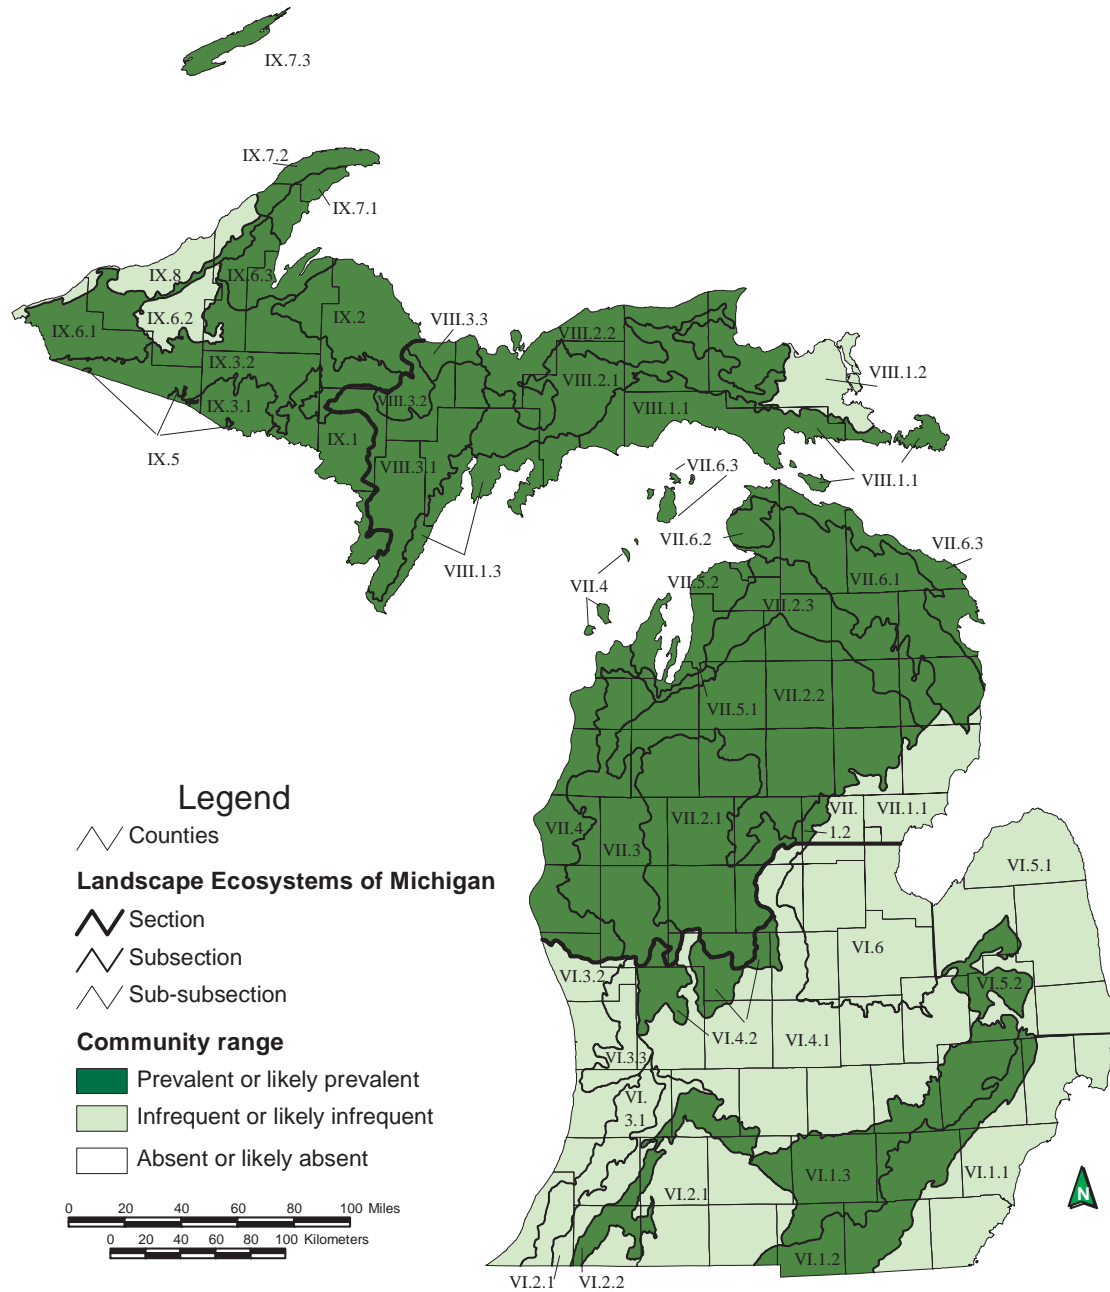 IX.7.3
IX.7.2
IX.7.1
IX.8
IX.6.3
IX.6.2
IX.6.1
IX.2
VIII.3.3
VIII.2.2
IX.3.2
VIII.2.1
VIII.1.2
IX.3.1
VIII.3.2
VIII.1.1
IX.1
IX.5
VIII.3.1
VII.6.3
VIII.1.1
VII.6.2
VII.6.3
VIII.1.3
VII.4
VII.5.2
VII.6.1
VII.2.3
VII.2.2
VII.5.1
Legend
Counties
Landscape Ecosystems of Michigan
Section
Subsection
Sub-subsection
Community range
Prevalent or likely prevalent
Infrequent or likely infrequent
Absent or likely absent
0 20 40 60 80 100 Miles
0 20 40 60 80 100 Kilometers
VII.4
VII.3
VII.2.1
VII.
1.2
VII.1.1
VI.5.1
VI.6
VI.3.2
VI.5.2
VI.4.2
VI.4.1
VI.3.3
VI.
3.1
VI.1.3
VI.1.1
VI.2.1
N
VI.1.2
VI.2.1
VI.2.2